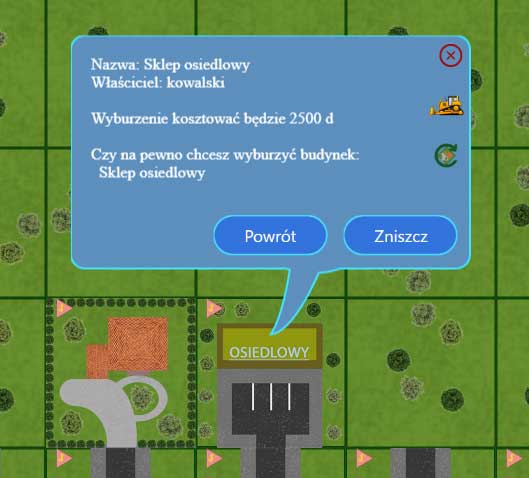 Nazwa: Sklep osiedlowy
Właściciel: kowalski
Wyburzenie kosztować będzie 2500 d
Czy na pewno chcesz wyburzyć budynek:
Sklep osiedlowy
Powrót
Zniszcz
OSIEDLOWY